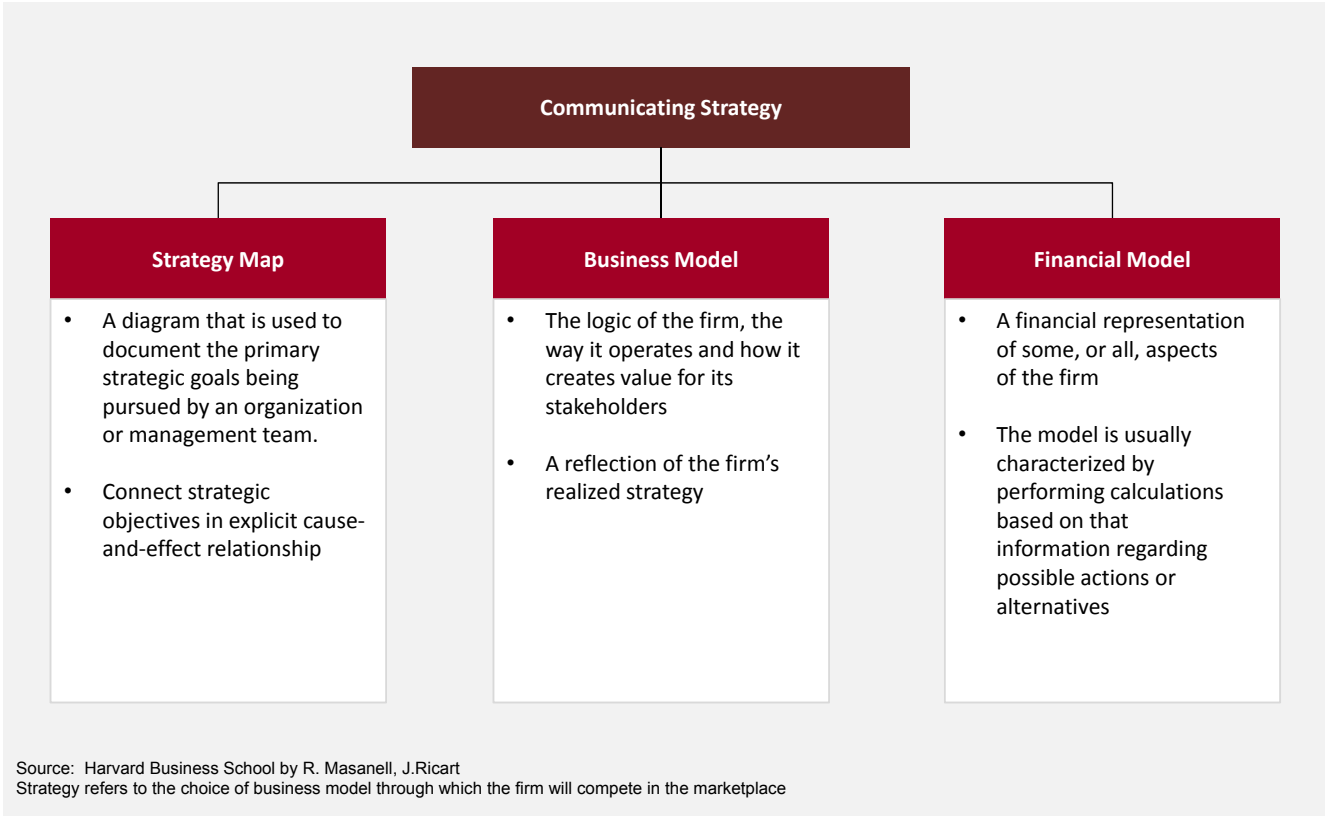 Communicating Strategy
Strategy Map
• A diagram that is used to
document the primary
strategic goals being
pursued by an organization
or management team.
• Connect strategic
objectives in explicit cause-
and-effect relationship
Business Model
• The logic of the firm, the
way it operates and how it
creates value for its
stakeholders
• A reflection of the firm’s
realized strategy
Financial Model
• A financial representation
of some, or all, aspects
of the firm
• The model is usually
characterized by
performing calculations
based on that
information regarding
possible actions or
alternatives
Source: Harvard Business School by R. Masanell, J.Ricart
Strategy refers to the choice of business model through which the firm will compete in the marketplace